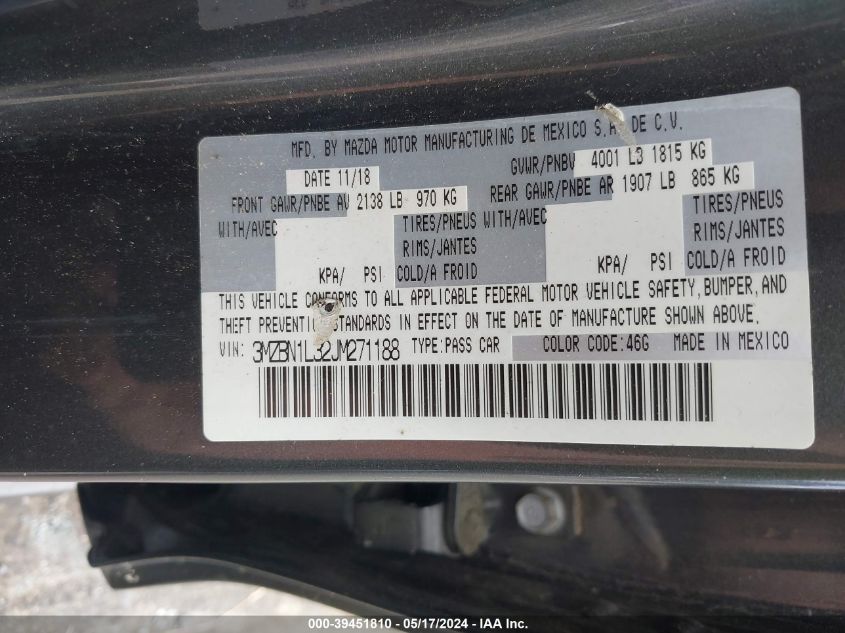 MFD. BY MAZDA MOTOR MANUFACTURING DE MEXICO S.A. DE C.V.
DATE 11/18 GVWR/PNBV 4001 L3 1815 KG
FRONT GAWR/PNBE AV 2138 LB 970 KG REAR GAWR/PNBE AR 1907 LB 865 KG
WITH/AVEC TIRES/PNEUS WITH/AVEC TIRES/PNEUS
RIMS/JANTES RIMS/JANTES
KPA/ PSI COLD/A FROID KPA/ PSI COLD/A FROID
THIS VEHICLE CONFORMS TO ALL APPLICABLE FEDERAL MOTOR VEHICLE SAFETY, BUMPER, AND
THEFT PREVENTION STANDARDS IN EFFECT ON THE DATE OF MANUFACTURE SHOWN ABOVE.
VIN: 3MZBN1L32JM271188 TYPE:PASS CAR COLOR CODE:46G MADE IN MEXICO
000-39451810 - 05/17/2024 - IAA Inc.